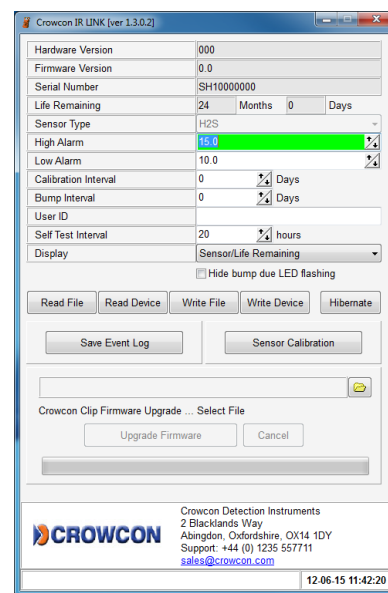 Crowcon IR LINK [ver 1.3.0.2]
Hardware Version 000
Firmware Version 0.0
Serial Number SH10000000
Life Remaining 24 Months 0 Days
Sensor Type H2S
High Alarm 15.0
Low Alarm 10.0
Calibration Interval 0 Days
Bump Interval 0 Days
User ID
Self Test Interval 20 hours
Display Sensor/Life Remaining
Hide bump due LED flashing
Read File Read Device Write File Write Device Hibernate
Save Event Log Sensor Calibration
Crowcon Clip Firmware Upgrade ... Select File
Upgrade Firmware Cancel
CROWCON
Crowcon Detection Instruments
2 Blacklands Way
Abingdon, Oxfordshire, OX14 1DY
Support: +44 (0) 1235 557711
sales@crowcon.com
12-06-15 11:42:20